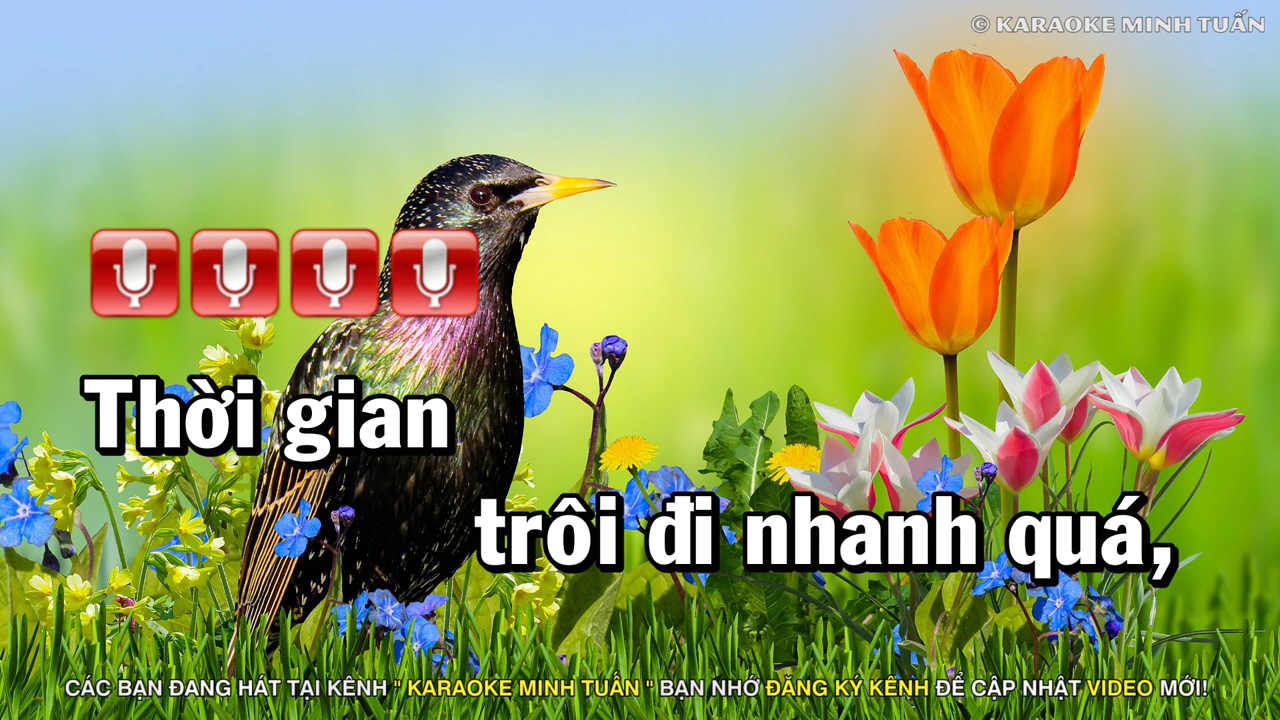 © KARAOKE MINH TUẤN
Thời gian
trôi đi nhanh quá,
CÁC BẠN ĐANG HÁT TẠI KÊNH " KARAOKE MINH TUẤN " BẠN NHỚ ĐĂNG KÝ KÊNH ĐỂ CẬP NHẬT VIDEO MỚI!